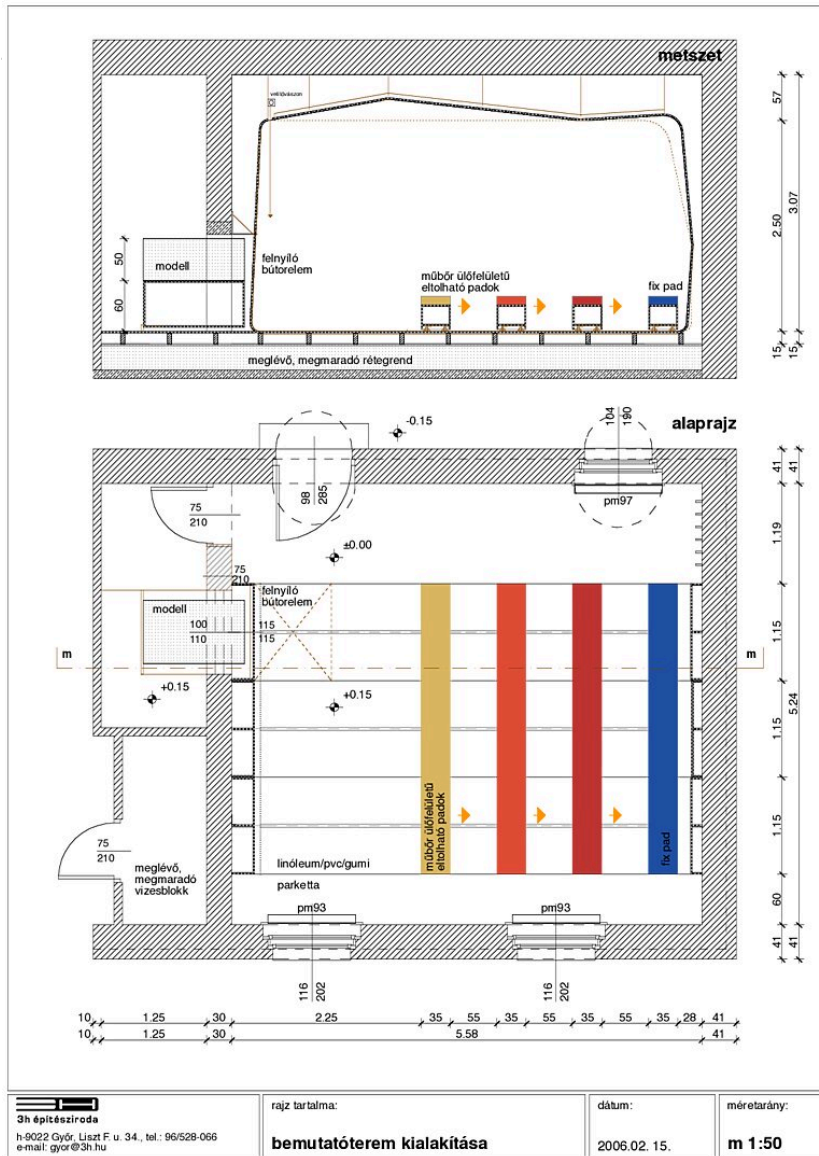 metszet
vetítővászon
57
3.07
2.50
50
modell
felnyíló
bútorelem
műbőr ülőfelületű
eltolható padok
fix pad
60
meglévő, megmaradó rétegrend
15
15
-0.15
104
190
alaprajz
98
285
41
41
75
210
pm97
±0.00
1.19
75
210
felnyíló
bútorelem
modell
100
110
115
115
1.15
m
m
+0.15
+0.15
5.24
1.15
75
210
meglévő,
megmaradó
vizesblokk
műbőr ülőfelületű
eltolható padok
fix pad
1.15
linóleum/pvc/gumi
parketta
60
pm93
pm93
41
41
116
202
116
202
10
1.25
30
2.25
35
55
35
55
35
55
35
28
41
10
1.25
30
5.58
41
3h építésziroda
h-9022 Győr, Liszt F. u. 34., tel.: 96/528-066
e-mail: gyor@3h.hu
rajz tartalma:
bemutatóterem kialakítása
dátum:
2006.02. 15.
méretarány:
m 1:50